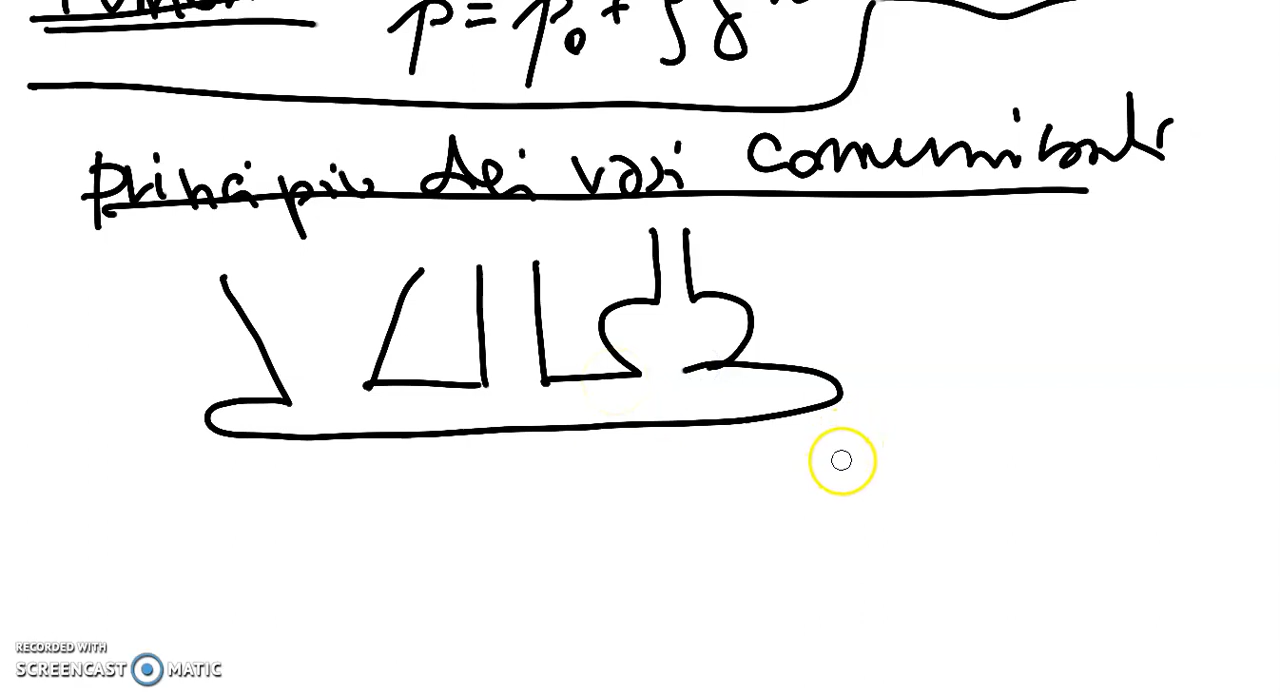 p = p₀ + ρg
Principio dei vasi comunicanti
RECORDED WITH
SCREENCAST MATIC